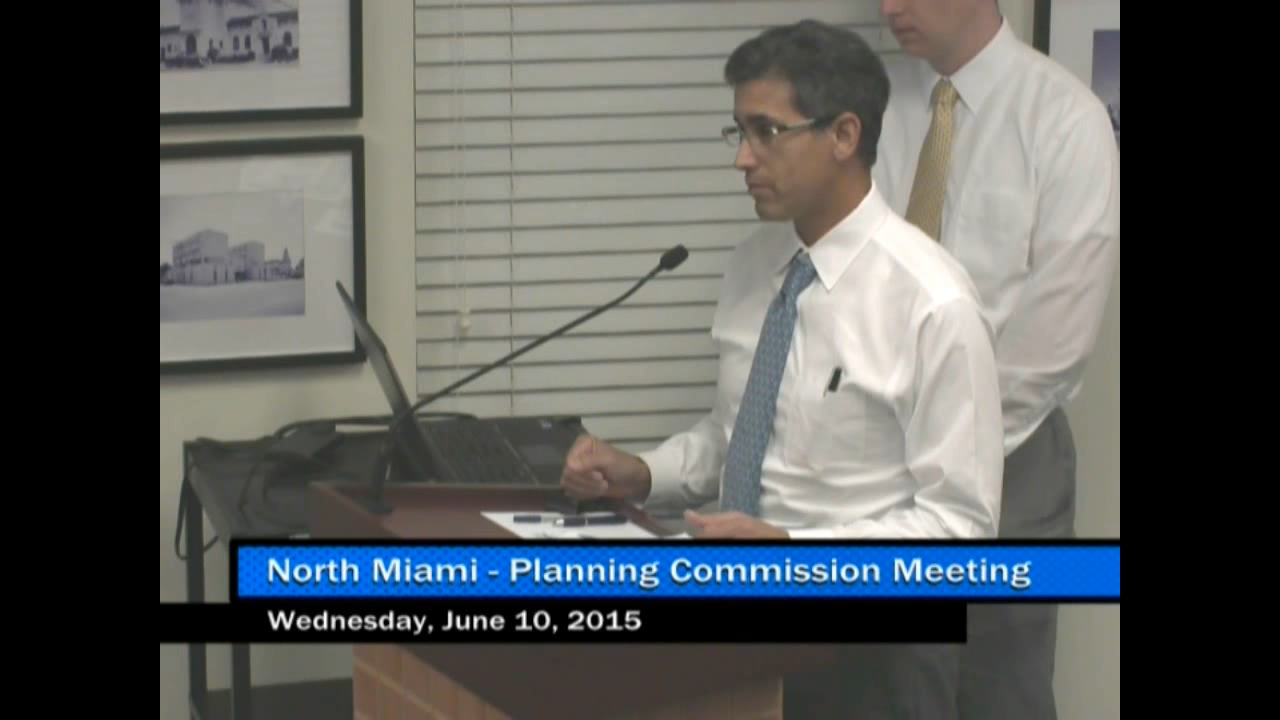 North Miami - Planning Commission Meeting
Wednesday, June 10, 2015